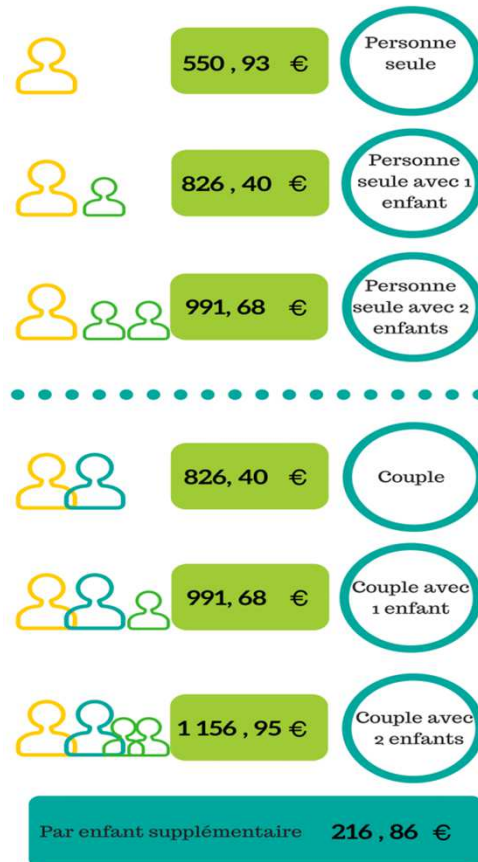 550 , 93 €
Personne
seule
826 , 40 €
Personne
seule avec 1
enfant
991, 68 €
Personne
seule avec 2
enfants
826, 40 €
Couple
991, 68 €
Couple avec
1 enfant
1 156 , 95 €
Couple avec
2 enfants
Par enfant supplémentaire 216 , 86 €